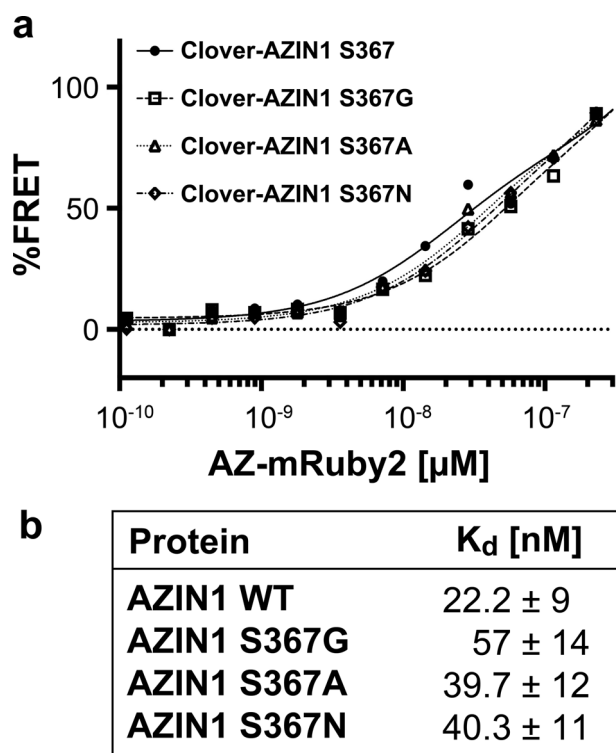 a
Clover-AZIN1 S367
Clover-AZIN1 S367G
Clover-AZIN1 S367A
Clover-AZIN1 S367N
100
50
0
%FRET
10⁻¹⁰ 10⁻⁹ 10⁻⁸ 10⁻⁷
AZ-mRuby2 [µM]
b
Protein K_d [nM]
AZIN1 WT 22.2 ± 9
AZIN1 S367G 57 ± 14
AZIN1 S367A 39.7 ± 12
AZIN1 S367N 40.3 ± 11